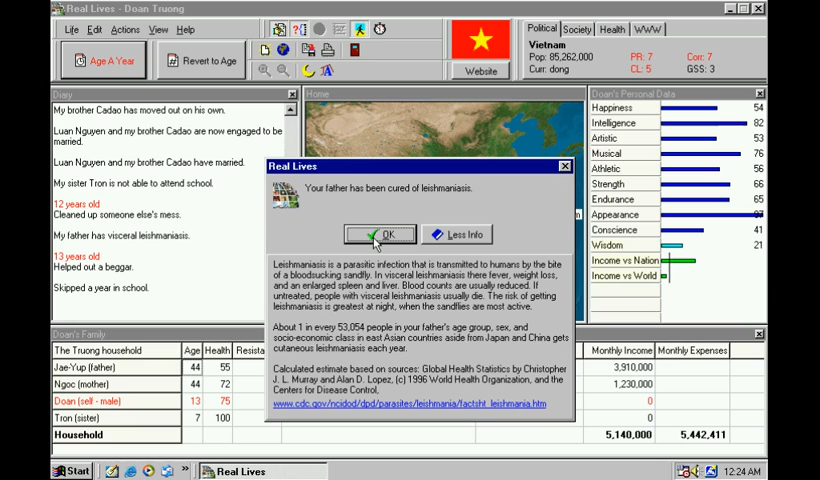 Real Lives - Doan Truong
Life Edit Actions View Help
Age A Year
Revert to Age
Website
Political Society Health WWW
Vietnam
Pop: 85,262,000 PR: 7 Corr: 7
Curr: dong CL: 5 GSS: 3
Diary
My brother Cadao has moved out on his own.
Luan Nguyen and my brother Cadao are now engaged to be
married.
Luan Nguyen and my brother Cadao have married.
My sister Tron is not able to attend school.
12 years old
Cleaned up someone else's mess.
My father has visceral leishmaniasis.
13 years old
Helped out a beggar.
Skipped a year in school.
Home
Real Lives
Your father has been cured of leishmaniasis.
OK
Less Info
Leishmaniasis is a parasitic infection that is transmitted to humans by the bite
of a bloodsucking sandfly. In visceral leishmaniasis there fever, weight loss,
and an enlarged spleen and liver. Blood counts are usually reduced. If
untreated, people with visceral leishmaniasis usually die. The risk of getting
leishmaniasis is greatest at night, when the sandflies are most active.
About 1 in every 53,054 people in your father's age group, sex, and
socio-economic class in east Asian countries aside from Japan and China gets
cutaneous leishmaniasis each year.
Calculated estimate based on sources: Global Health Statistics by Christopher
J. L. Murray and Alan D. Lopez, (c) 1996 World Health Organization, and the
Centers for Disease Control,
www.cdc.gov/ncidod/dpd/parasites/leishmania/factsht_leishmania.htm
Doan's Personal Data
Happiness 54
Intelligence 82
Artistic 53
Musical 76
Athletic 56
Strength 66
Endurance 65
Appearance
Conscience 41
Wisdom 21
Income vs Nation
Income vs World
Doan's Family
The Truong household Age Health Resista Monthly Income Monthly Expenses
Jae-Yup (father) 44 55 3,910,000
Ngoc (mother) 44 72 1,230,000
Doan (self - male) 13 75 0
Tron (sister) 7 100 0
Household 5,140,000 5,442,411
Start
Real Lives
12:24 AM